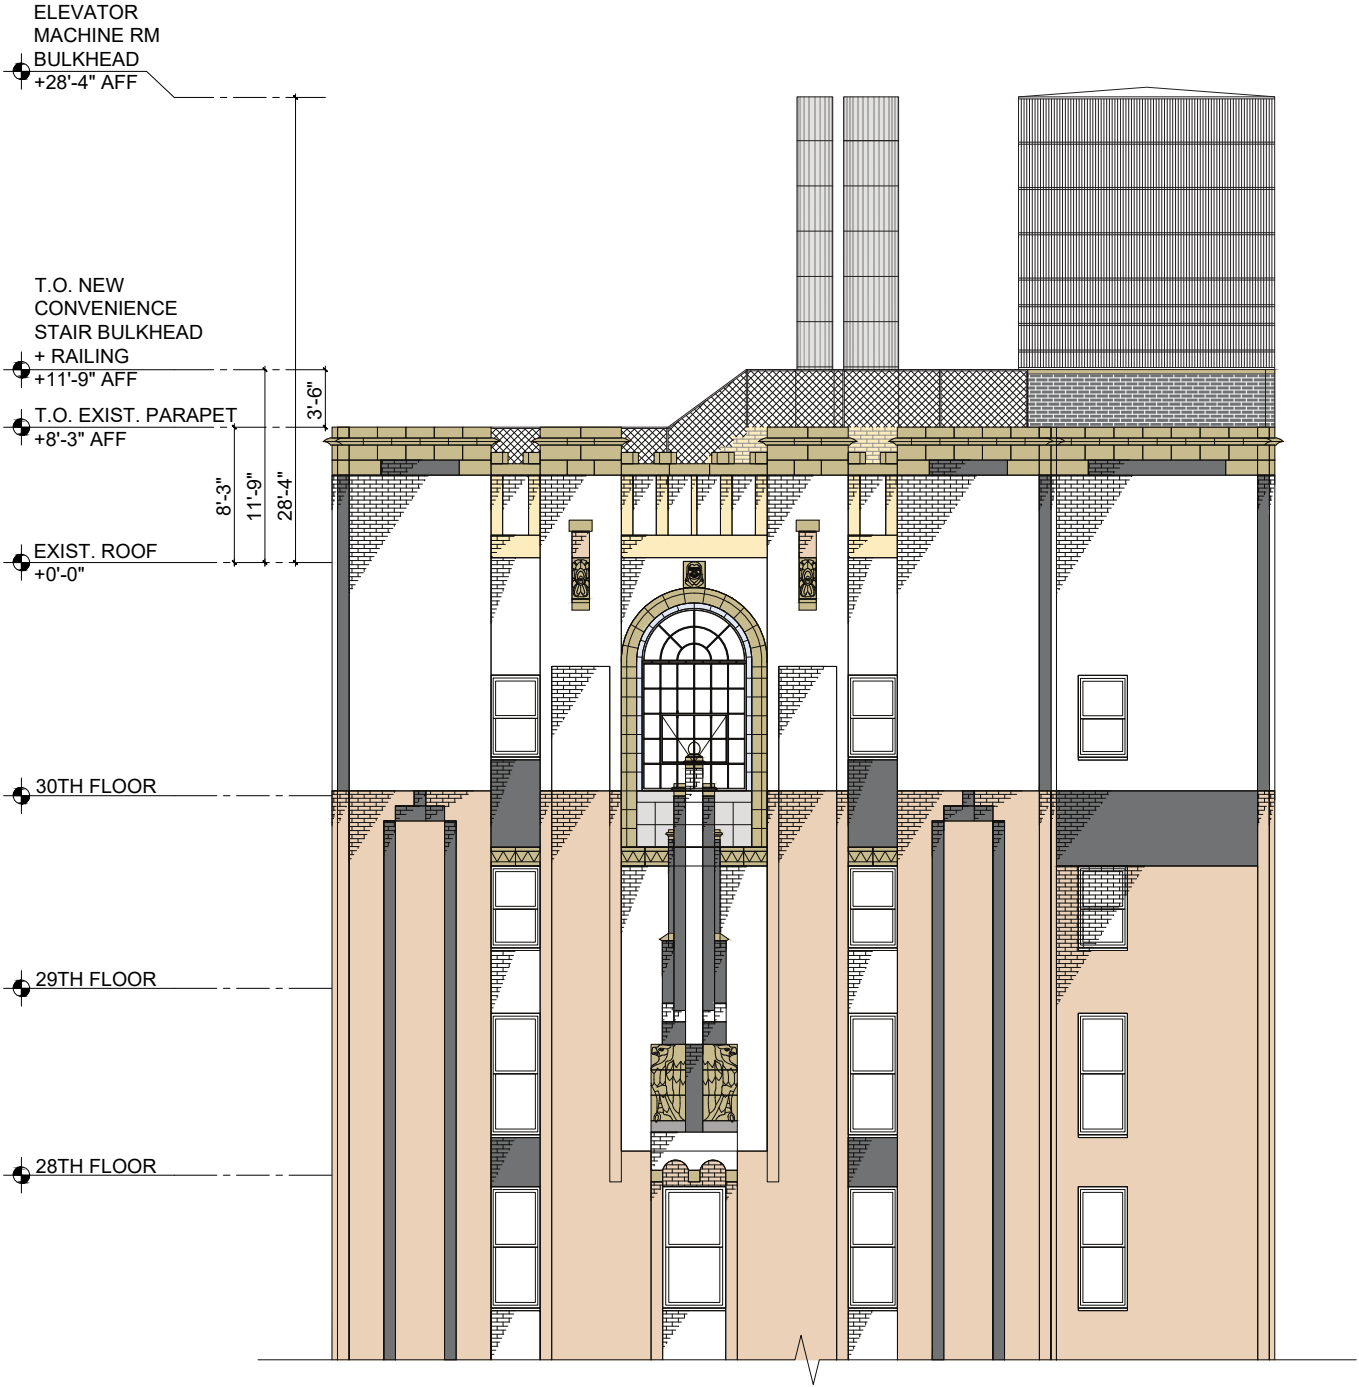 ELEVATOR
MACHINE RM
BULKHEAD
+28'-4" AFF
T.O. NEW
CONVENIENCE
STAIR BULKHEAD
+ RAILING
+11'-9" AFF
3'-6"
T.O. EXIST. PARAPET
+8'-3" AFF
8'-3"
11'-9"
28'-4"
EXIST. ROOF
+0'-0"
30TH FLOOR
29TH FLOOR
28TH FLOOR